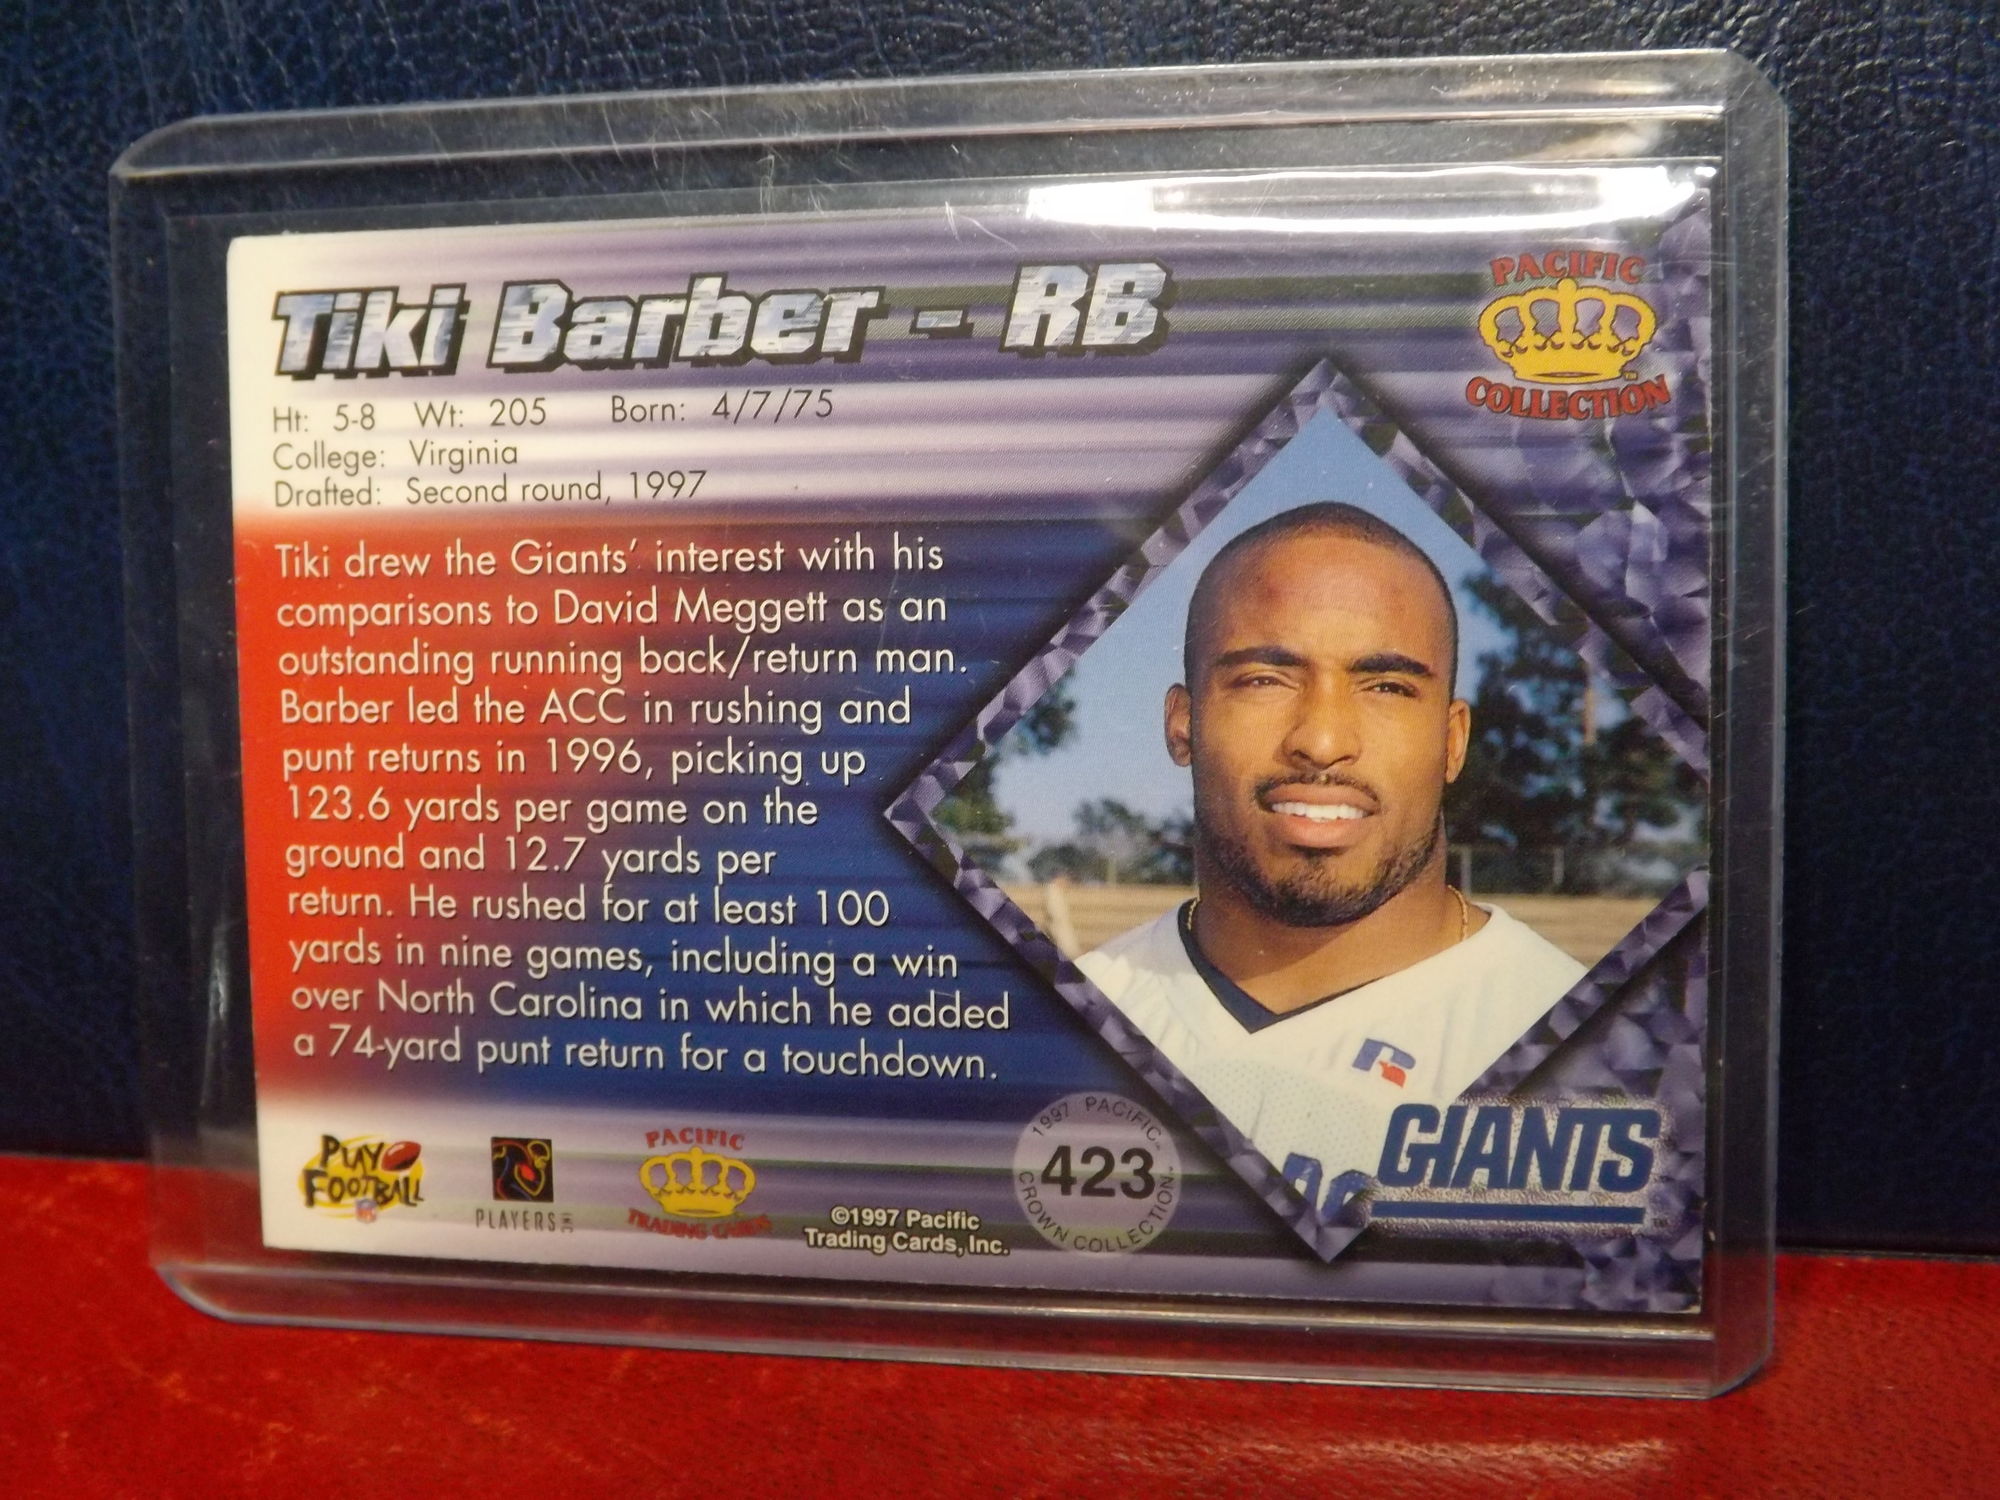 Tiki Barber - RB
PACIFIC
COLLECTION
Ht: 5-8 Wt: 205 Born: 4/7/75
College: Virginia
Drafted: Second round, 1997
Tiki drew the Giants' interest with his
comparisons to David Meggett as an
outstanding running back/return man.
Barber led the ACC in rushing and
punt returns in 1996, picking up
123.6 yards per game on the
ground and 12.7 yards per
return. He rushed for at least 100
yards in nine games, including a win
over North Carolina in which he added
a 74-yard punt return for a touchdown.
PLAY
FOOTBALL
NFL
PLAYERS INC
PACIFIC
TRADING CARDS
©1997 Pacific
Trading Cards, Inc.
1997 PACIFIC
423
CROWN COLLECTION
R
GIANTS